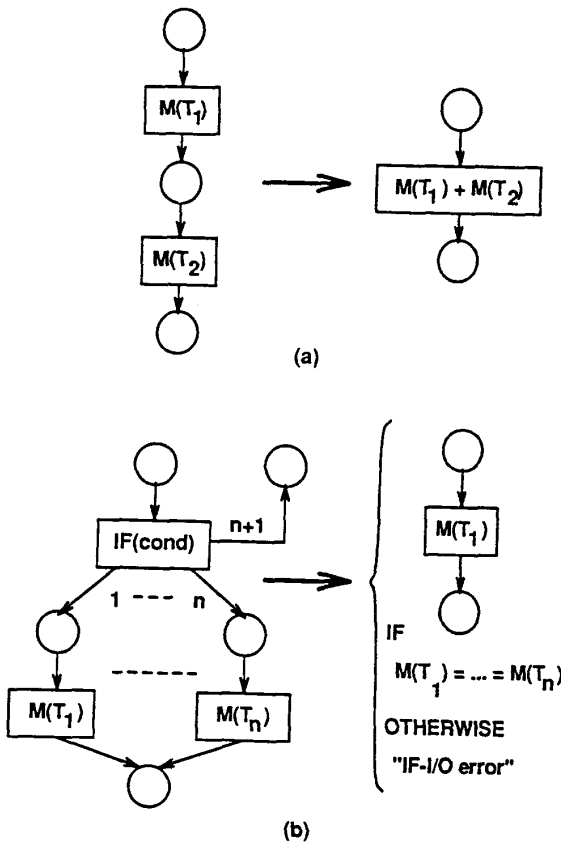 M(T1)
M(T1) + M(T2)
M(T2)
(a)
n+1
IF(cond)
M(T1)
1 ---- n
IF
M(T1) = ... = M(Tn)
M(T1)
M(Tn)
OTHERWISE
"IF-I/O error"
(b)